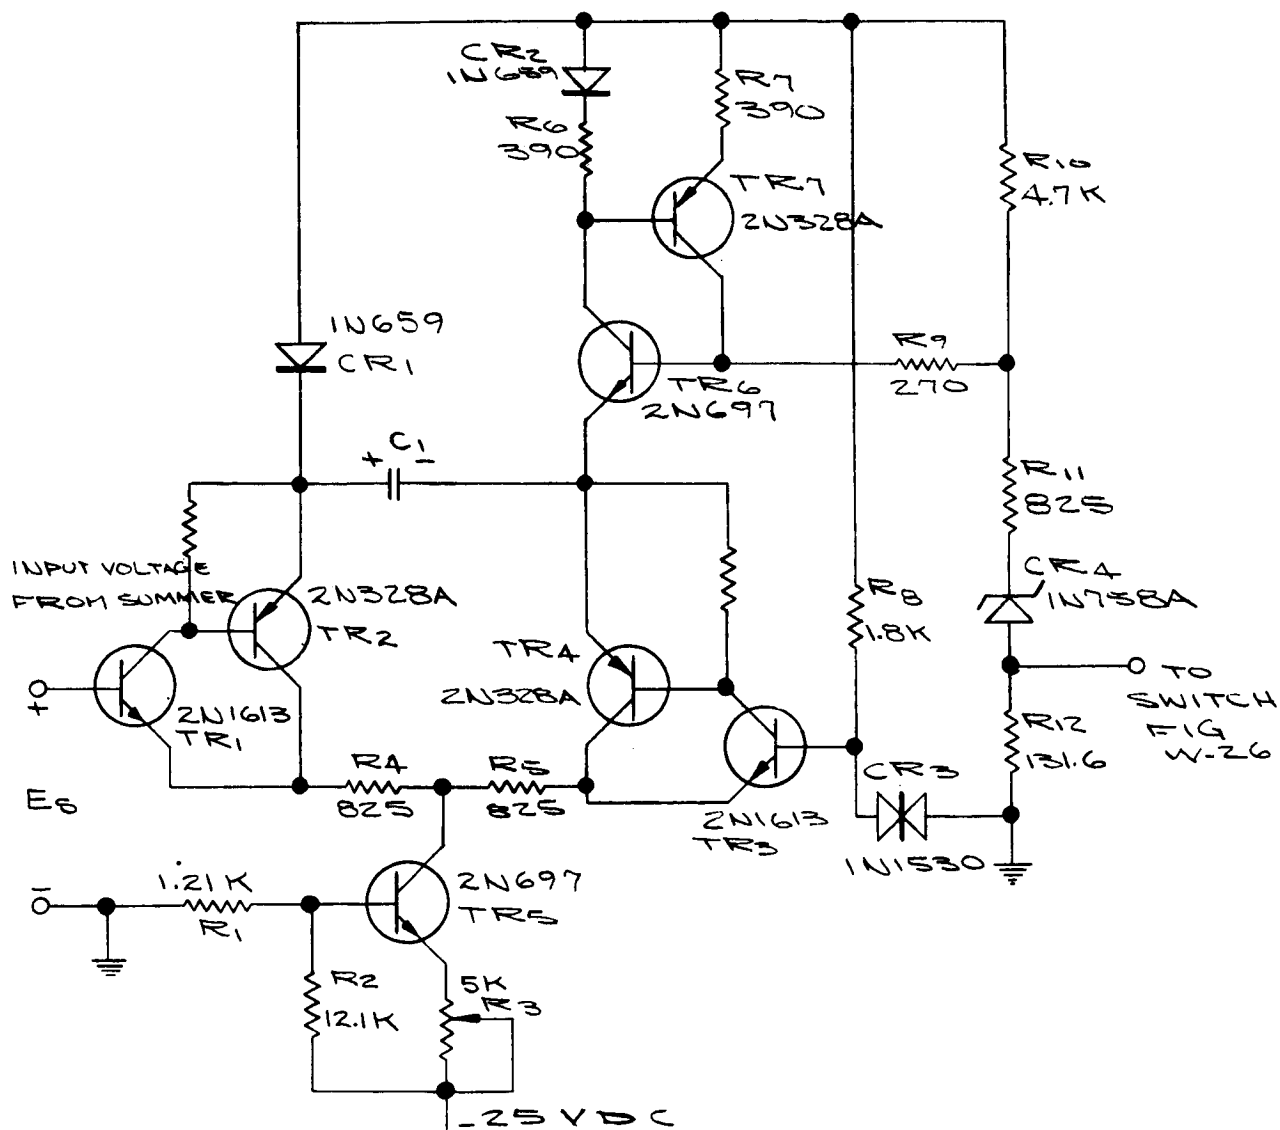 CR2
1N689
R6
390
R7
390
TR7
2N328A
R10
4.7K
1N659
CR1
TR6
2N697
R9
270
+ C1 -
R11
825
INPUT VOLTAGE
FROM SUMMER
2N328A
TR2
TR4
2N328A
R8
1.8K
CR4
1N758A
TO
SWITCH
FIG
W-26
+
2N1613
TR1
R4
825
R5
825
CR3
1N1530
R12
131.6
2N1613
TR3
ES
-
1.21K
R1
2N697
TR5
R2
12.1K
5K
R3
-25 VDC